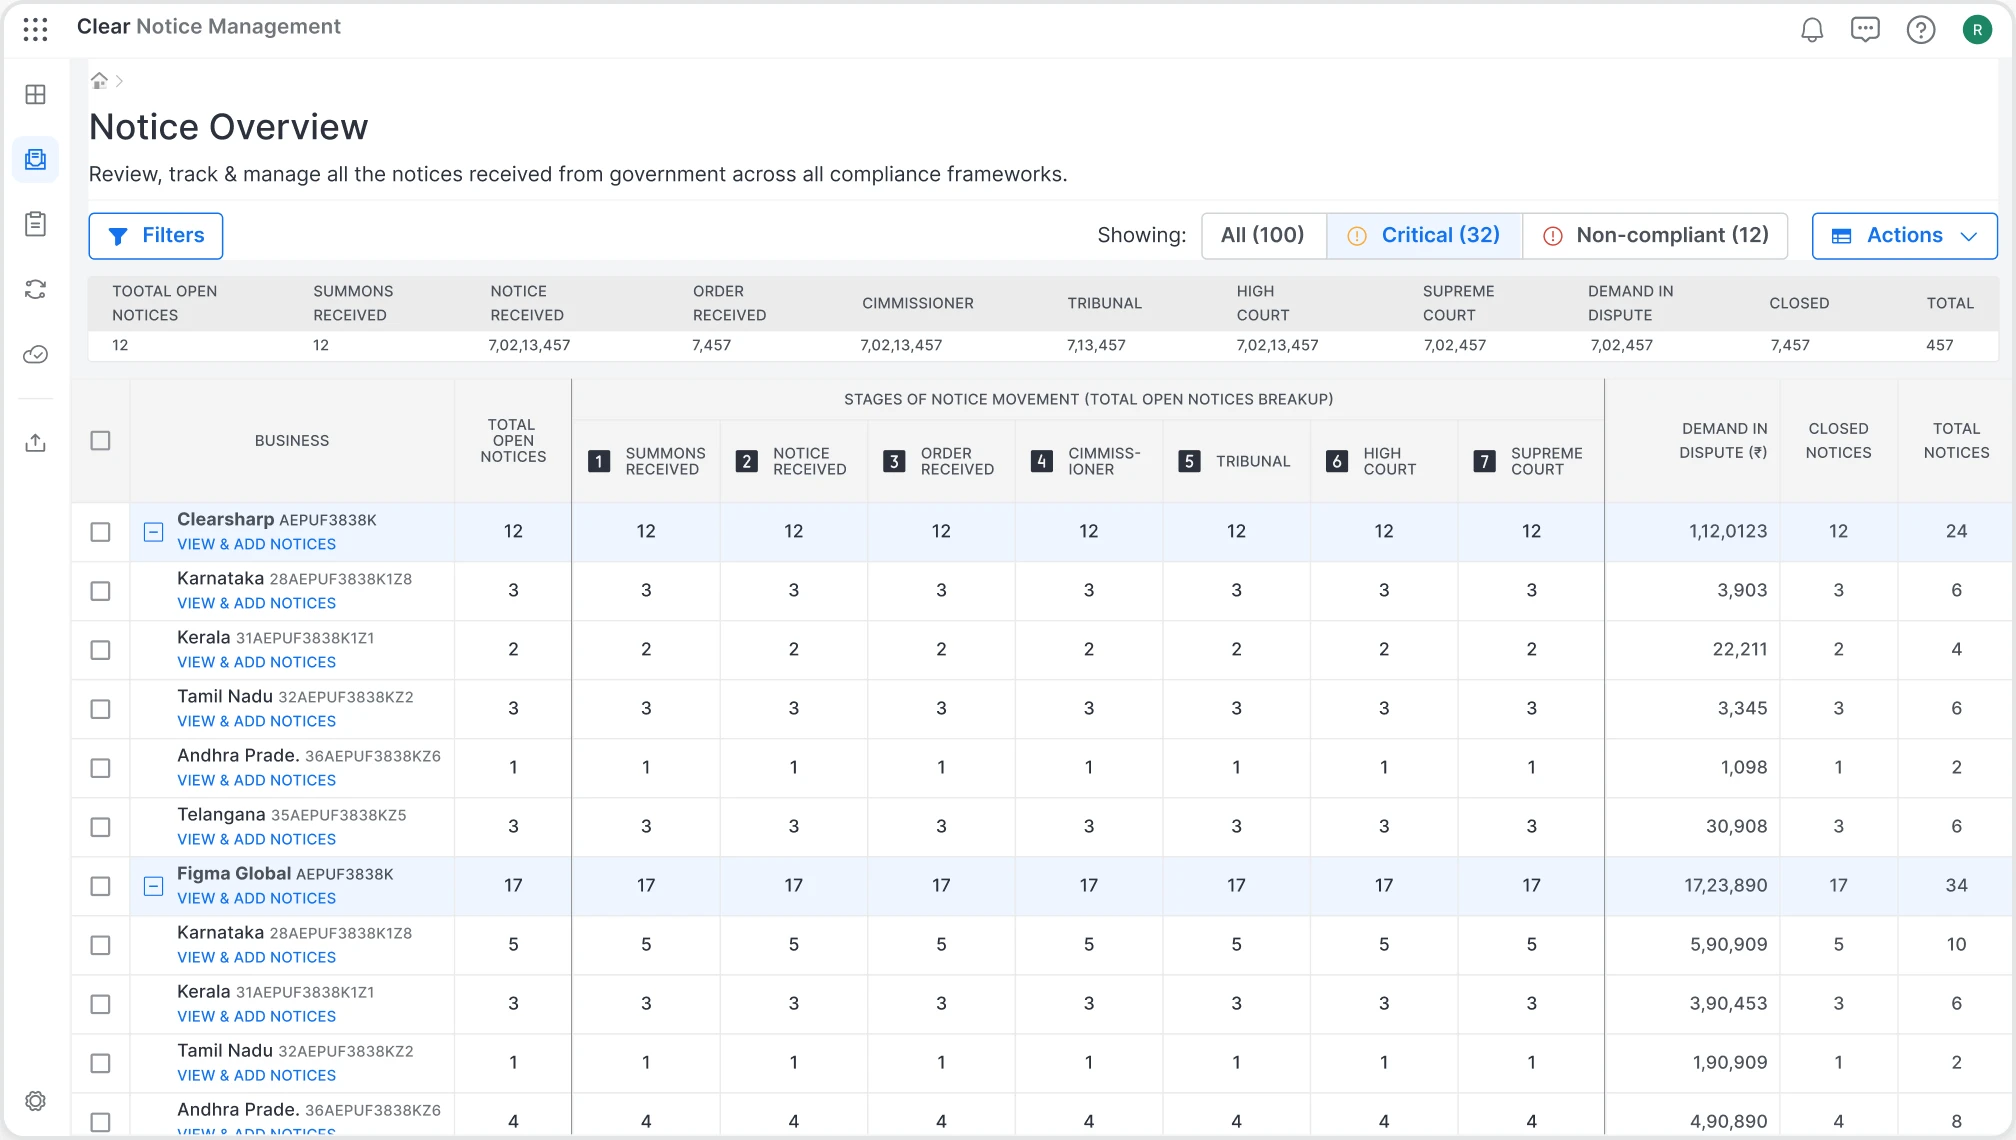 Clear Notice Management
R
Notice Overview
Review, track & manage all the notices received from government across all compliance frameworks.
Filters
Showing: All (100) Critical (32) Non-compliant (12) Actions
TOOTAL OPEN NOTICES SUMMONS RECEIVED NOTICE RECEIVED ORDER RECEIVED CIMMISSIONER TRIBUNAL HIGH COURT SUPREME COURT DEMAND IN DISPUTE CLOSED TOTAL
12 12 7,02,13,457 7,457 7,02,13,457 7,13,457 7,02,13,457 7,02,457 7,02,457 7,457 457
STAGES OF NOTICE MOVEMENT (TOTAL OPEN NOTICES BREAKUP)
BUSINESS TOTAL OPEN NOTICES 1 SUMMONS RECEIVED 2 NOTICE RECEIVED 3 ORDER RECEIVED 4 CIMMISS-IONER 5 TRIBUNAL 6 HIGH COURT 7 SUPREME COURT DEMAND IN DISPUTE (₹) CLOSED NOTICES TOTAL NOTICES
Clearsharp AEPUF3838K 12 12 12 12 12 12 12 12 1,12,0123 12 24
VIEW & ADD NOTICES
Karnataka 28AEPUF3838K1Z8 3 3 3 3 3 3 3 3 3,903 3 6
VIEW & ADD NOTICES
Kerala 31AEPUF3838K1Z1 2 2 2 2 2 2 2 2 22,211 2 4
VIEW & ADD NOTICES
Tamil Nadu 32AEPUF3838KZ2 3 3 3 3 3 3 3 3 3,345 3 6
VIEW & ADD NOTICES
Andhra Prade. 36AEPUF3838KZ6 1 1 1 1 1 1 1 1 1,098 1 2
VIEW & ADD NOTICES
Telangana 35AEPUF3838KZ5 3 3 3 3 3 3 3 3 30,908 3 6
VIEW & ADD NOTICES
Figma Global AEPUF3838K 17 17 17 17 17 17 17 17 17,23,890 17 34
VIEW & ADD NOTICES
Karnataka 28AEPUF3838K1Z8 5 5 5 5 5 5 5 5 5,90,909 5 10
VIEW & ADD NOTICES
Kerala 31AEPUF3838K1Z1 3 3 3 3 3 3 3 3 3,90,453 3 6
VIEW & ADD NOTICES
Tamil Nadu 32AEPUF3838KZ2 1 1 1 1 1 1 1 1 1,90,909 1 2
VIEW & ADD NOTICES
Andhra Prade. 36AEPUF3838KZ6 4 4 4 4 4 4 4 4 4,90,890 4 8
VIEW & ADD NOTICES